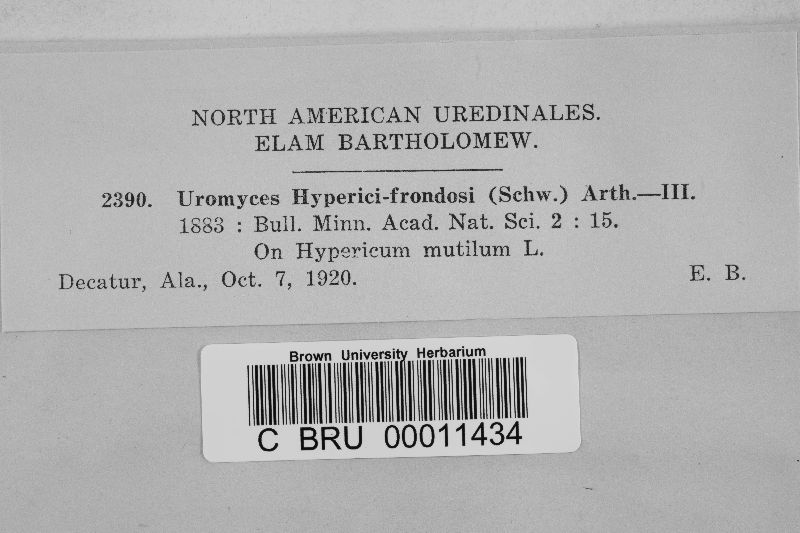 NORTH AMERICAN UREDINALES.
ELAM BARTHOLOMEW.
2390. Uromyces Hyperici-frondosi (Schw.) Arth.—III.
1883 : Bull. Minn. Acad. Nat. Sci. 2 : 15.
On Hypericum mutilum L.
Decatur, Ala., Oct. 7, 1920. E. B.
Brown University Herbarium
C BRU 00011434